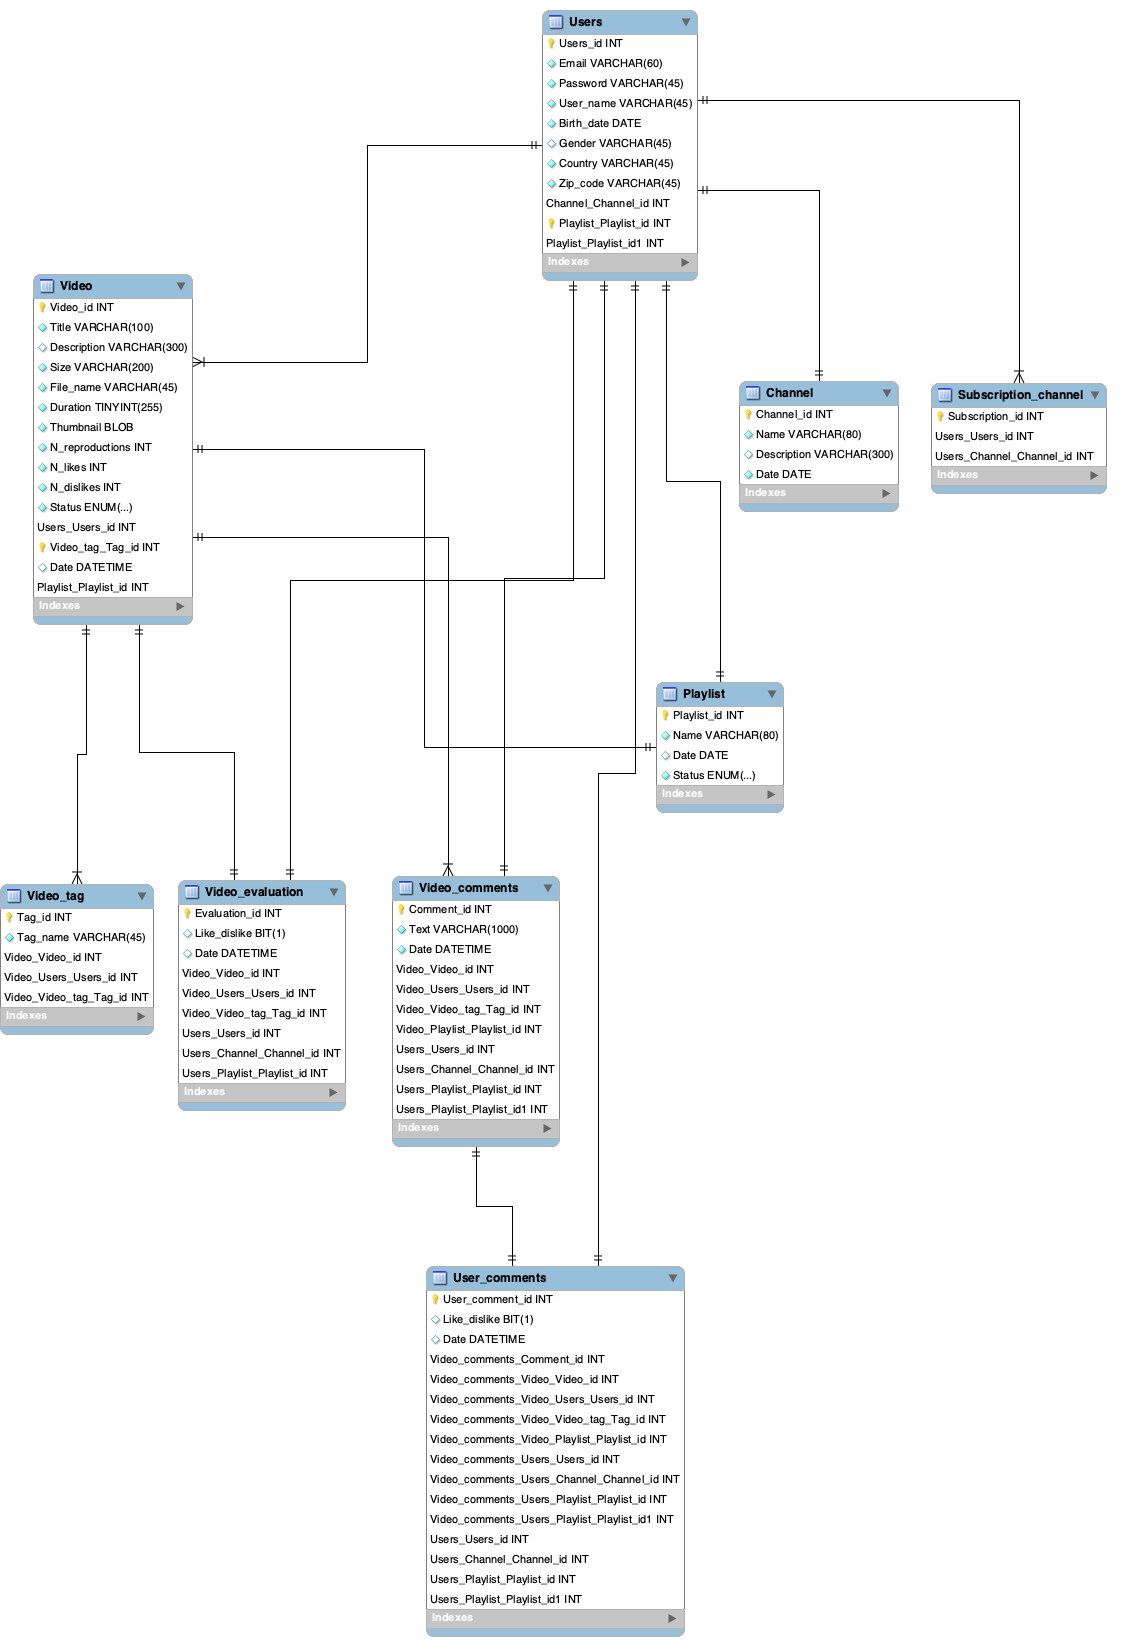 Users
Users_id INT
Email VARCHAR(60)
Password VARCHAR(45)
User_name VARCHAR(45)
Birth_date DATE
Gender VARCHAR(45)
Country VARCHAR(45)
Zip_code VARCHAR(45)
Channel_Channel_id INT
Playlist_Playlist_id INT
Playlist_Playlist_id1 INT
Indexes
Video
Video_id INT
Title VARCHAR(100)
Description VARCHAR(300)
Size VARCHAR(200)
File_name VARCHAR(45)
Duration TINYINT(255)
Thumbnail BLOB
N_reproductions INT
N_likes INT
N_dislikes INT
Status ENUM(...)
Users_Users_id INT
Video_tag_Tag_id INT
Date DATETIME
Playlist_Playlist_id INT
Indexes
Channel
Channel_id INT
Name VARCHAR(80)
Description VARCHAR(300)
Date DATE
Indexes
Subscription_channel
Subscription_id INT
Users_Users_id INT
Users_Channel_Channel_id INT
Indexes
Playlist
Playlist_id INT
Name VARCHAR(80)
Date DATE
Status ENUM(...)
Indexes
Video_tag
Tag_id INT
Tag_name VARCHAR(45)
Video_Video_id INT
Video_Users_Users_id INT
Video_Video_tag_Tag_id INT
Indexes
Video_evaluation
Evaluation_id INT
Like_dislike BIT(1)
Date DATETIME
Video_Video_id INT
Video_Users_Users_id INT
Video_Video_tag_Tag_id INT
Users_Users_id INT
Users_Channel_Channel_id INT
Users_Playlist_Playlist_id INT
Indexes
Video_comments
Comment_id INT
Text VARCHAR(1000)
Date DATETIME
Video_Video_id INT
Video_Users_Users_id INT
Video_Video_tag_Tag_id INT
Video_Playlist_Playlist_id INT
Users_Users_id INT
Users_Channel_Channel_id INT
Users_Playlist_Playlist_id INT
Users_Playlist_Playlist_id1 INT
Indexes
User_comments
User_comment_id INT
Like_dislike BIT(1)
Date DATETIME
Video_comments_Comment_id INT
Video_comments_Video_Video_id INT
Video_comments_Video_Users_Users_id INT
Video_comments_Video_Video_tag_Tag_id INT
Video_comments_Video_Playlist_Playlist_id INT
Video_comments_Users_Users_id INT
Video_comments_Users_Channel_Channel_id INT
Video_comments_Users_Playlist_Playlist_id INT
Video_comments_Users_Playlist_Playlist_id1 INT
Users_Users_id INT
Users_Channel_Channel_id INT
Users_Playlist_Playlist_id INT
Users_Playlist_Playlist_id1 INT
Indexes